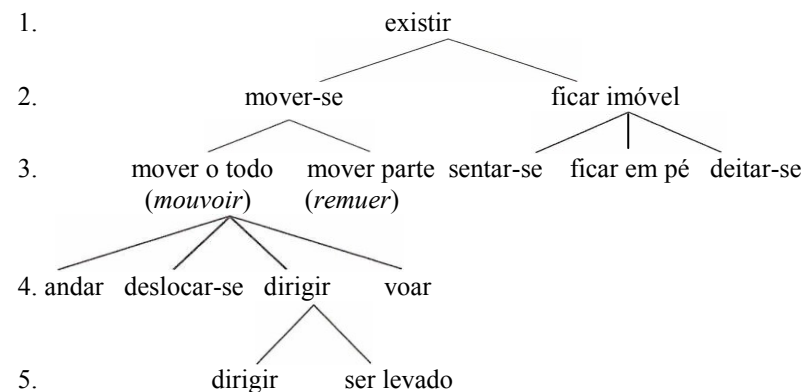 1. existir
2. mover-se ficar imóvel
3. mover o todo mover parte sentar-se ficar em pé deitar-se
(mouvoir) (remuer)
4. andar deslocar-se dirigir voar
5. dirigir ser levado